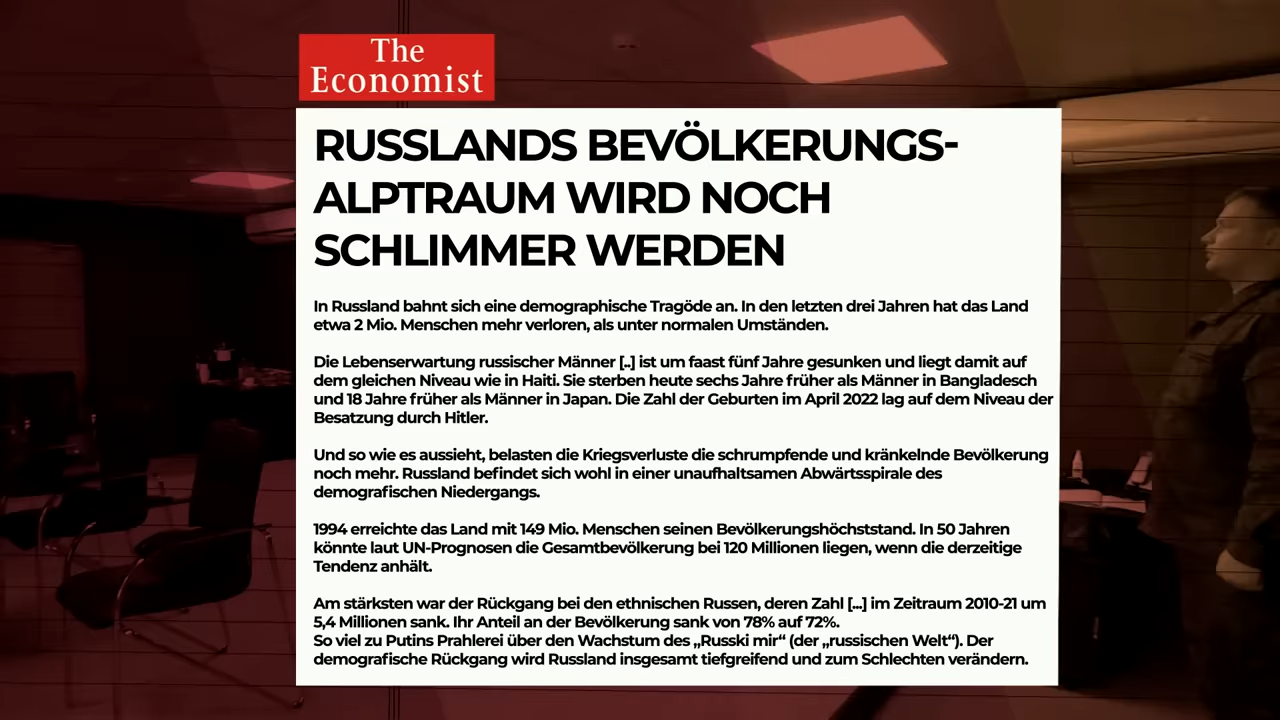 The
Economist
RUSSLANDS BEVÖLKERUNGS-
ALPTRAUM WIRD NOCH
SCHLIMMER WERDEN
In Russland bahnt sich eine demographische Tragöde an. In den letzten drei Jahren hat das Land
etwa 2 Mio. Menschen mehr verloren, als unter normalen Umständen.
Die Lebenserwartung russischer Männer [..] ist um faast fünf Jahre gesunken und liegt damit auf
dem gleichen Niveau wie in Haiti. Sie sterben heute sechs Jahre früher als Männer in Bangladesch
und 18 Jahre früher als Männer in Japan. Die Zahl der Geburten im April 2022 lag auf dem Niveau der
Besatzung durch Hitler.
Und so wie es aussieht, belasten die Kriegsverluste die schrumpfende und kränkelnde Bevölkerung
noch mehr. Russland befindet sich wohl in einer unaufhaltsamen Abwärtsspirale des
demografischen Niedergangs.
1994 erreichte das Land mit 149 Mio. Menschen seinen Bevölkerungshöchststand. In 50 Jahren
könnte laut UN-Prognosen die Gesamtbevölkerung bei 120 Millionen liegen, wenn die derzeitige
Tendenz anhält.
Am stärksten war der Rückgang bei den ethnischen Russen, deren Zahl [...] im Zeitraum 2010-21 um
5,4 Millionen sank. Ihr Anteil an der Bevölkerung sank von 78% auf 72%.
So viel zu Putins Prahlerei über den Wachstum des „Russki mir“ (der „russischen Welt“). Der
demografische Rückgang wird Russland insgesamt tiefgreifend und zum Schlechten verändern.